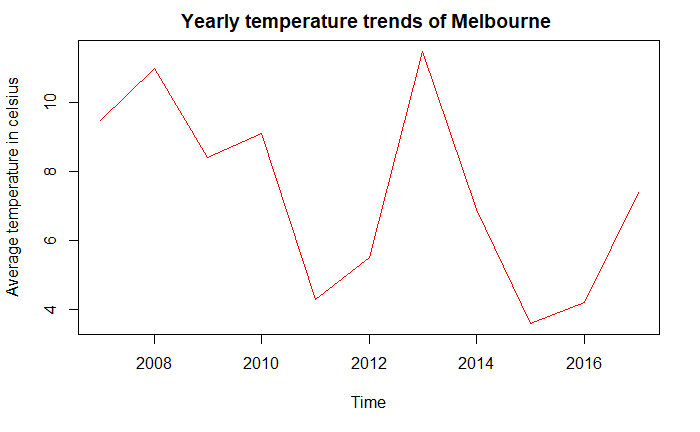 Yearly temperature trends of Melbourne
Average temperature in celsius
10
8
6
4
2008 2010 2012 2014 2016
Time